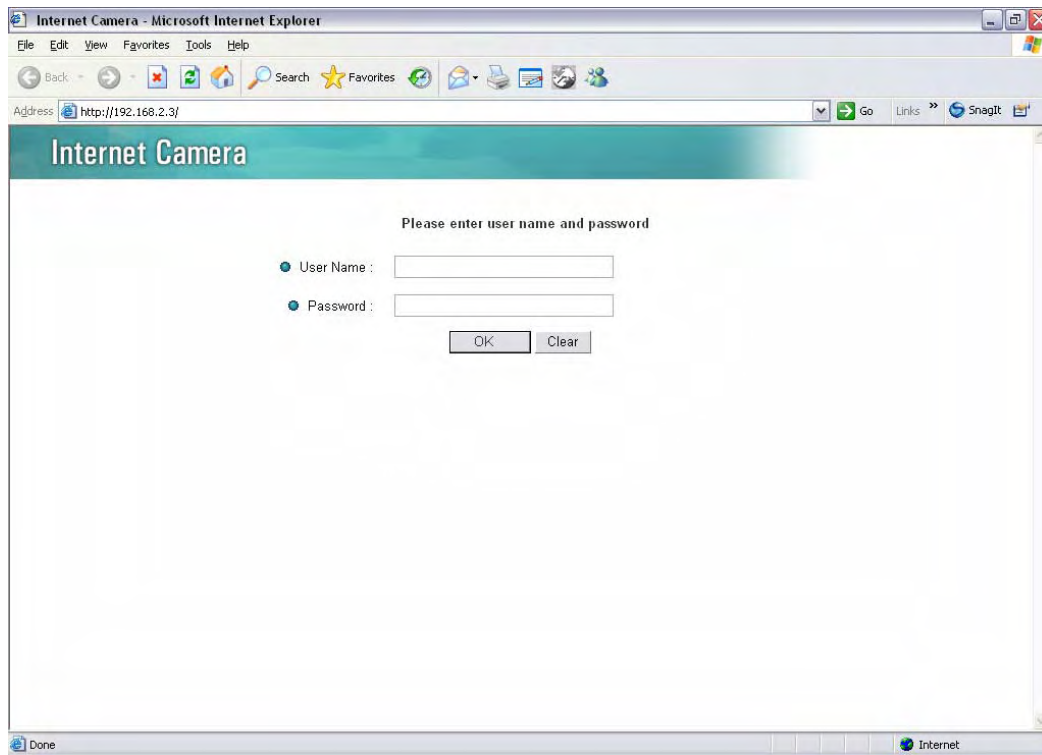 Internet Camera - Microsoft Internet Explorer
File Edit View Favorites Tools Help
Back Search Favorites
Address http://192.168.2.3/ Go Links » SnagIt
Internet Camera
Please enter user name and password
User Name :
Password :
OK Clear
Done Internet